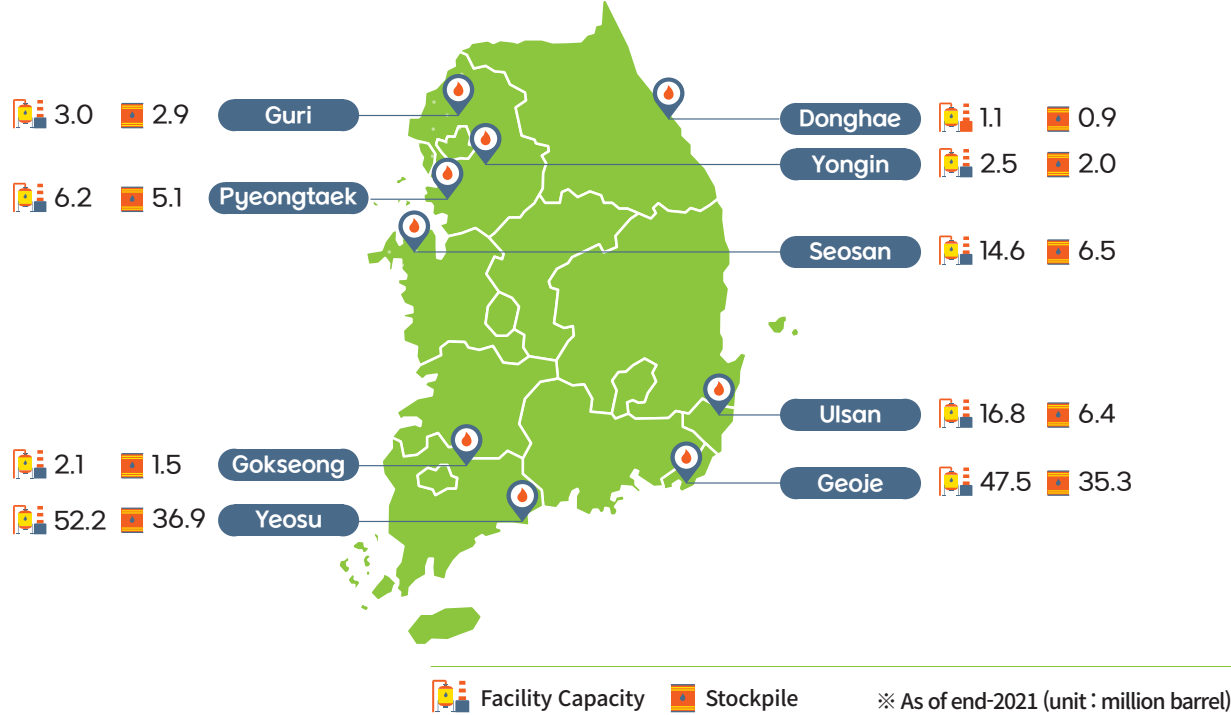 3.0 2.9 Guri
6.2 5.1 Pyeongtaek
2.1 1.5 Gokseong
52.2 36.9 Yeosu
Donghae 1.1 0.9
Yongin 2.5 2.0
Seosan 14.6 6.5
Ulsan 16.8 6.4
Geoje 47.5 35.3
Facility Capacity Stockpile ※ As of end-2021 (unit : million barrel)